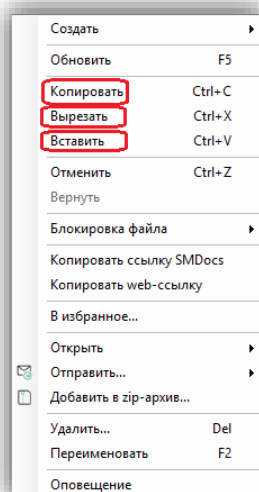 Создать
Обновить F5
Копировать Ctrl+C
Вырезать Ctrl+X
Вставить Ctrl+V
Отменить Ctrl+Z
Вернуть
Блокировка файла
Копировать ссылку SMDocs
Копировать web-ссылку
В избранное...
Открыть
Отправить...
Добавить в zip-архив...
Удалить... Del
Переименовать F2
Оповещение